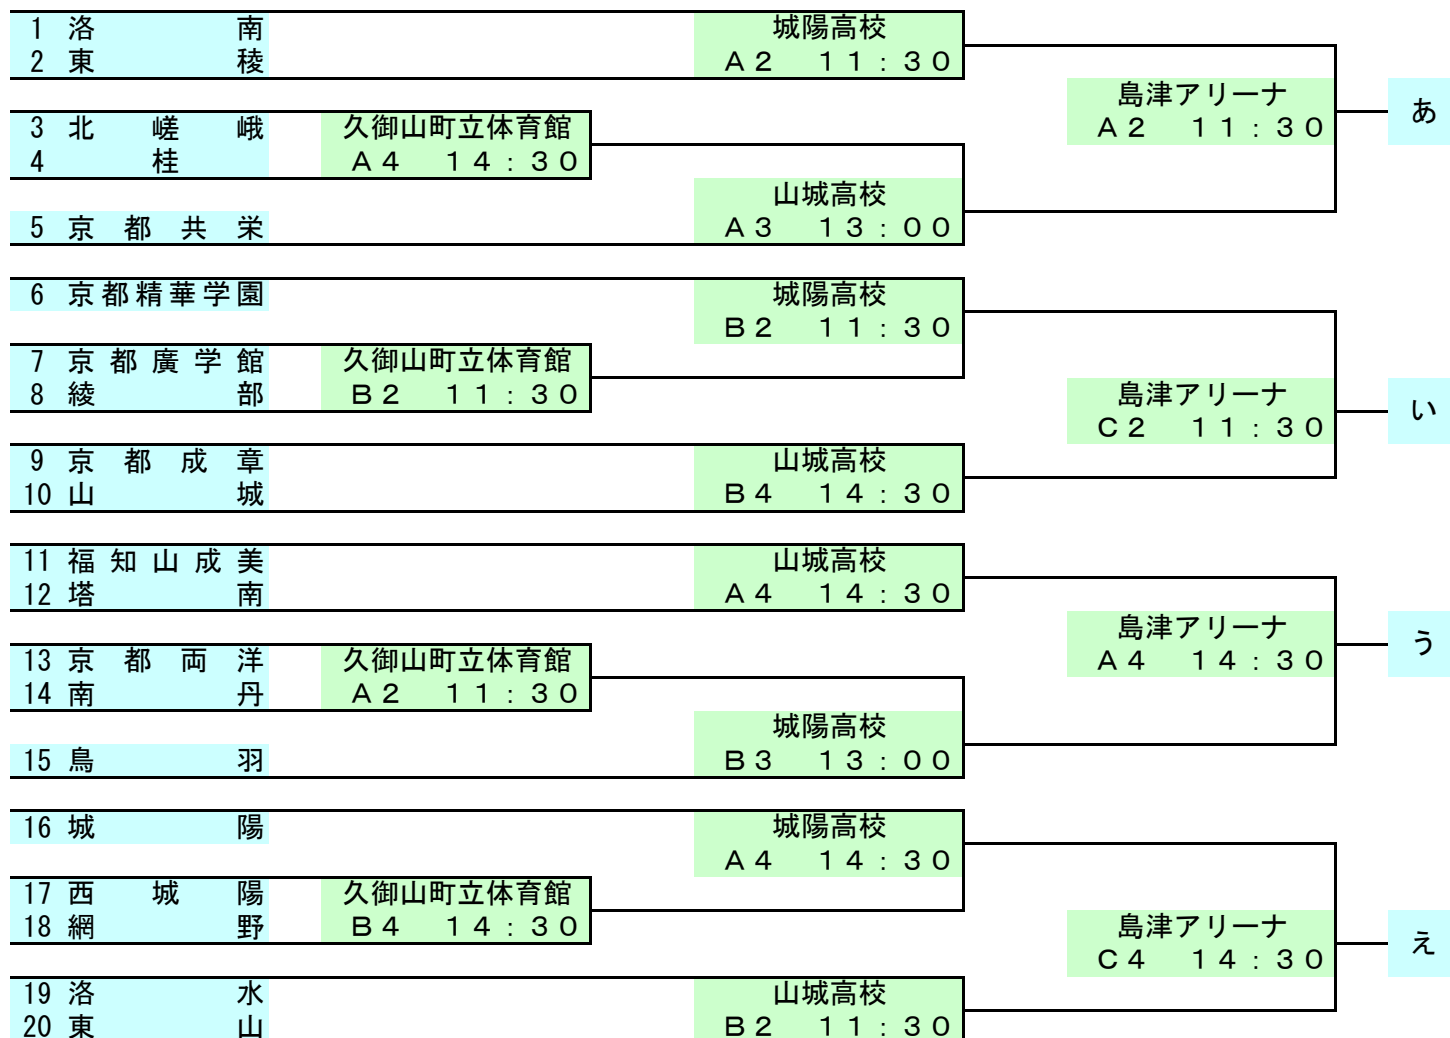 1 洛南 城陽高校
2 東稜 A2 11:30
島津アリーナ
A2 11:30 あ
3 北嵯峨 久御山町立体育館
4 桂 A4 14:30
山城高校
5 京都共栄 A3 13:00
6 京都精華学園 城陽高校
B2 11:30
7 京都廣学館 久御山町立体育館
8 綾部 B2 11:30
島津アリーナ
C2 11:30 い
9 京都成章 山城高校
10 山城 B4 14:30
11 福知山成美 山城高校
12 塔南 A4 14:30
島津アリーナ
A4 14:30 う
13 京都両洋 久御山町立体育館
14 南丹 A2 11:30
城陽高校
15 鳥羽 B3 13:00
16 城陽 城陽高校
A4 14:30
17 西城陽 久御山町立体育館
18 網野 B4 14:30
島津アリーナ
C4 14:30 え
19 洛水 山城高校
20 東山 B2 11:30